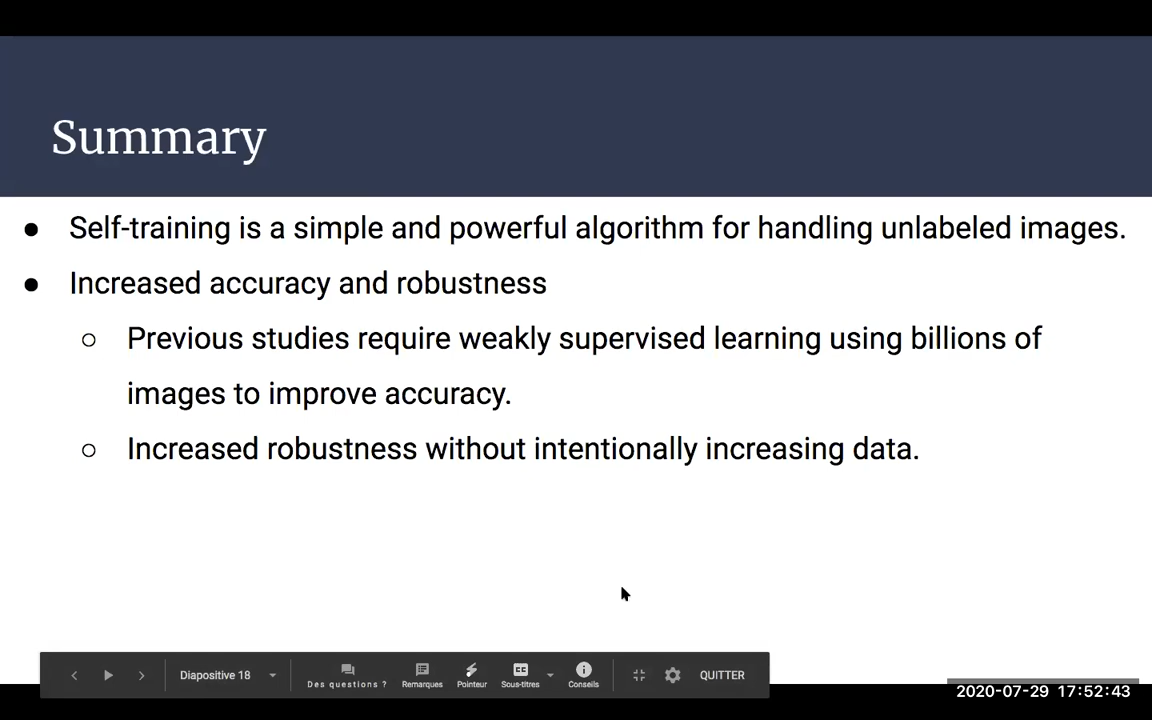 Summary
● Self-training is a simple and powerful algorithm for handling unlabeled images.
● Increased accuracy and robustness
○ Previous studies require weakly supervised learning using billions of
images to improve accuracy.
○ Increased robustness without intentionally increasing data.
Diapositive 18
Des questions ?
Remarques
Pointeur
CC
Sous-titres
Conseils
QUITTER
2020-07-29 17:52:43